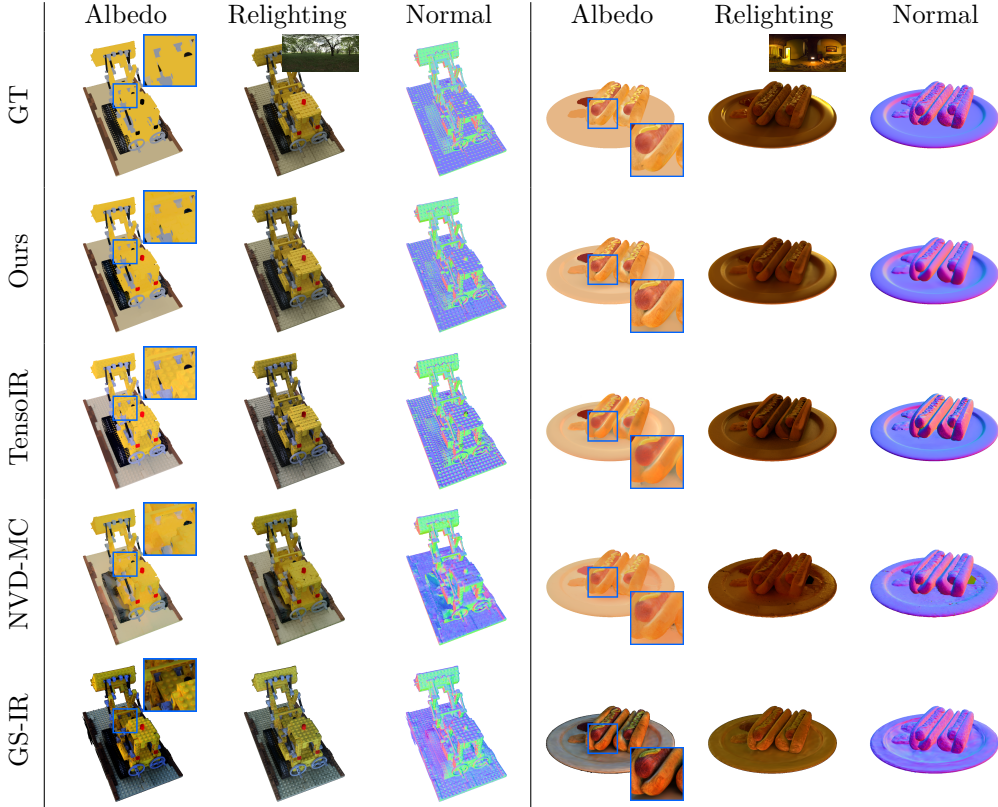 Albedo Relighting Normal Albedo Relighting Normal
GT
Ours
TensoIR
NVD-MC
GS-IR